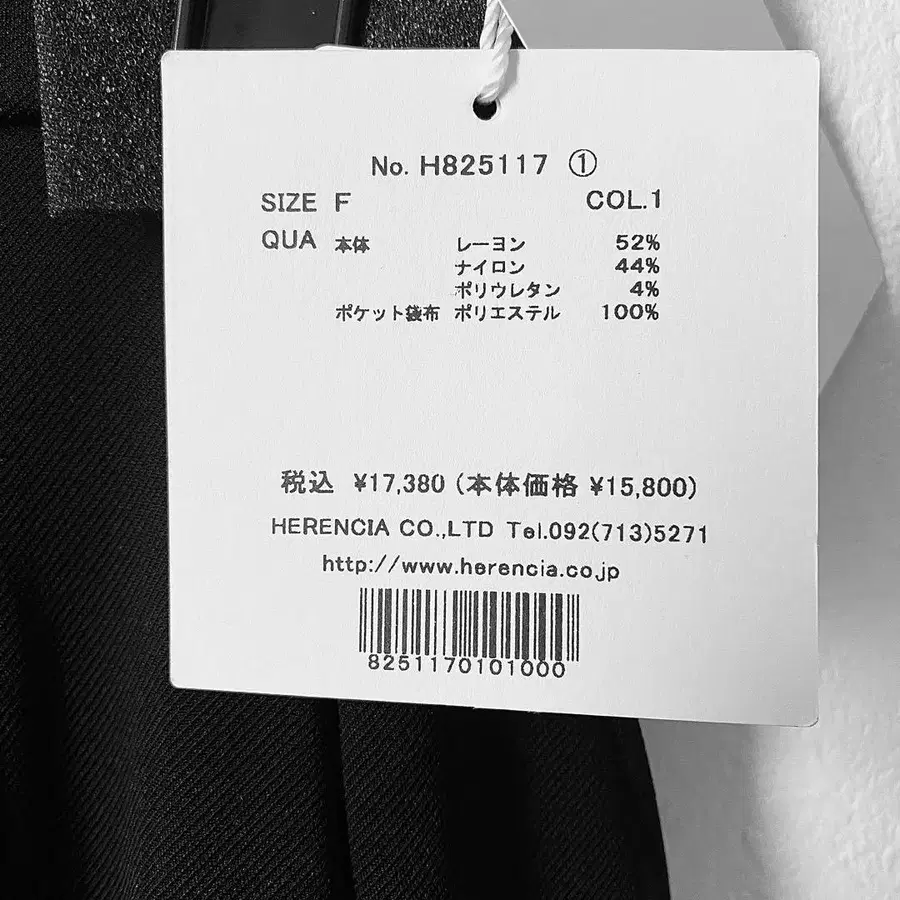 No. H825117 ①
SIZE F COL.1
QUA 本体 レーヨン 52%
ナイロン 44%
ポリウレタン 4%
ポケット袋布 ポリエステル 100%
税込 ¥17,380 (本体価格 ¥15,800)
HERENCIA CO.,LTD Tel.092(713)5271
http://www.herencia.co.jp
8251170101000